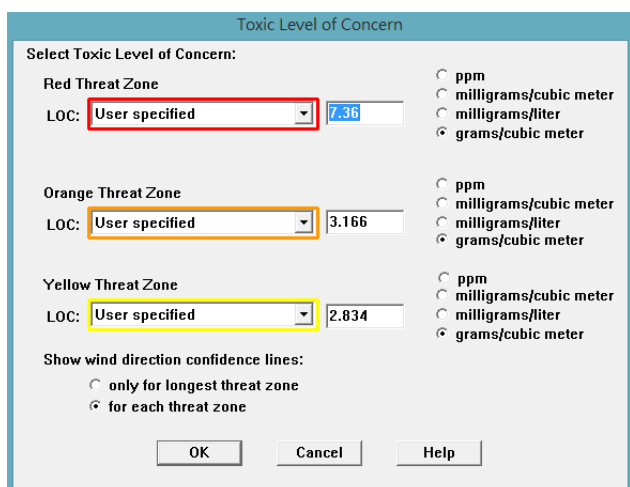 Toxic Level of Concern
Select Toxic Level of Concern:
Red Threat Zone
LOC: User specified 7.36
ppm
milligrams/cubic meter
milligrams/liter
grams/cubic meter
Orange Threat Zone
LOC: User specified 3.166
ppm
milligrams/cubic meter
milligrams/liter
grams/cubic meter
Yellow Threat Zone
LOC: User specified 2.834
ppm
milligrams/cubic meter
milligrams/liter
grams/cubic meter
Show wind direction confidence lines:
only for longest threat zone
for each threat zone
OK Cancel Help